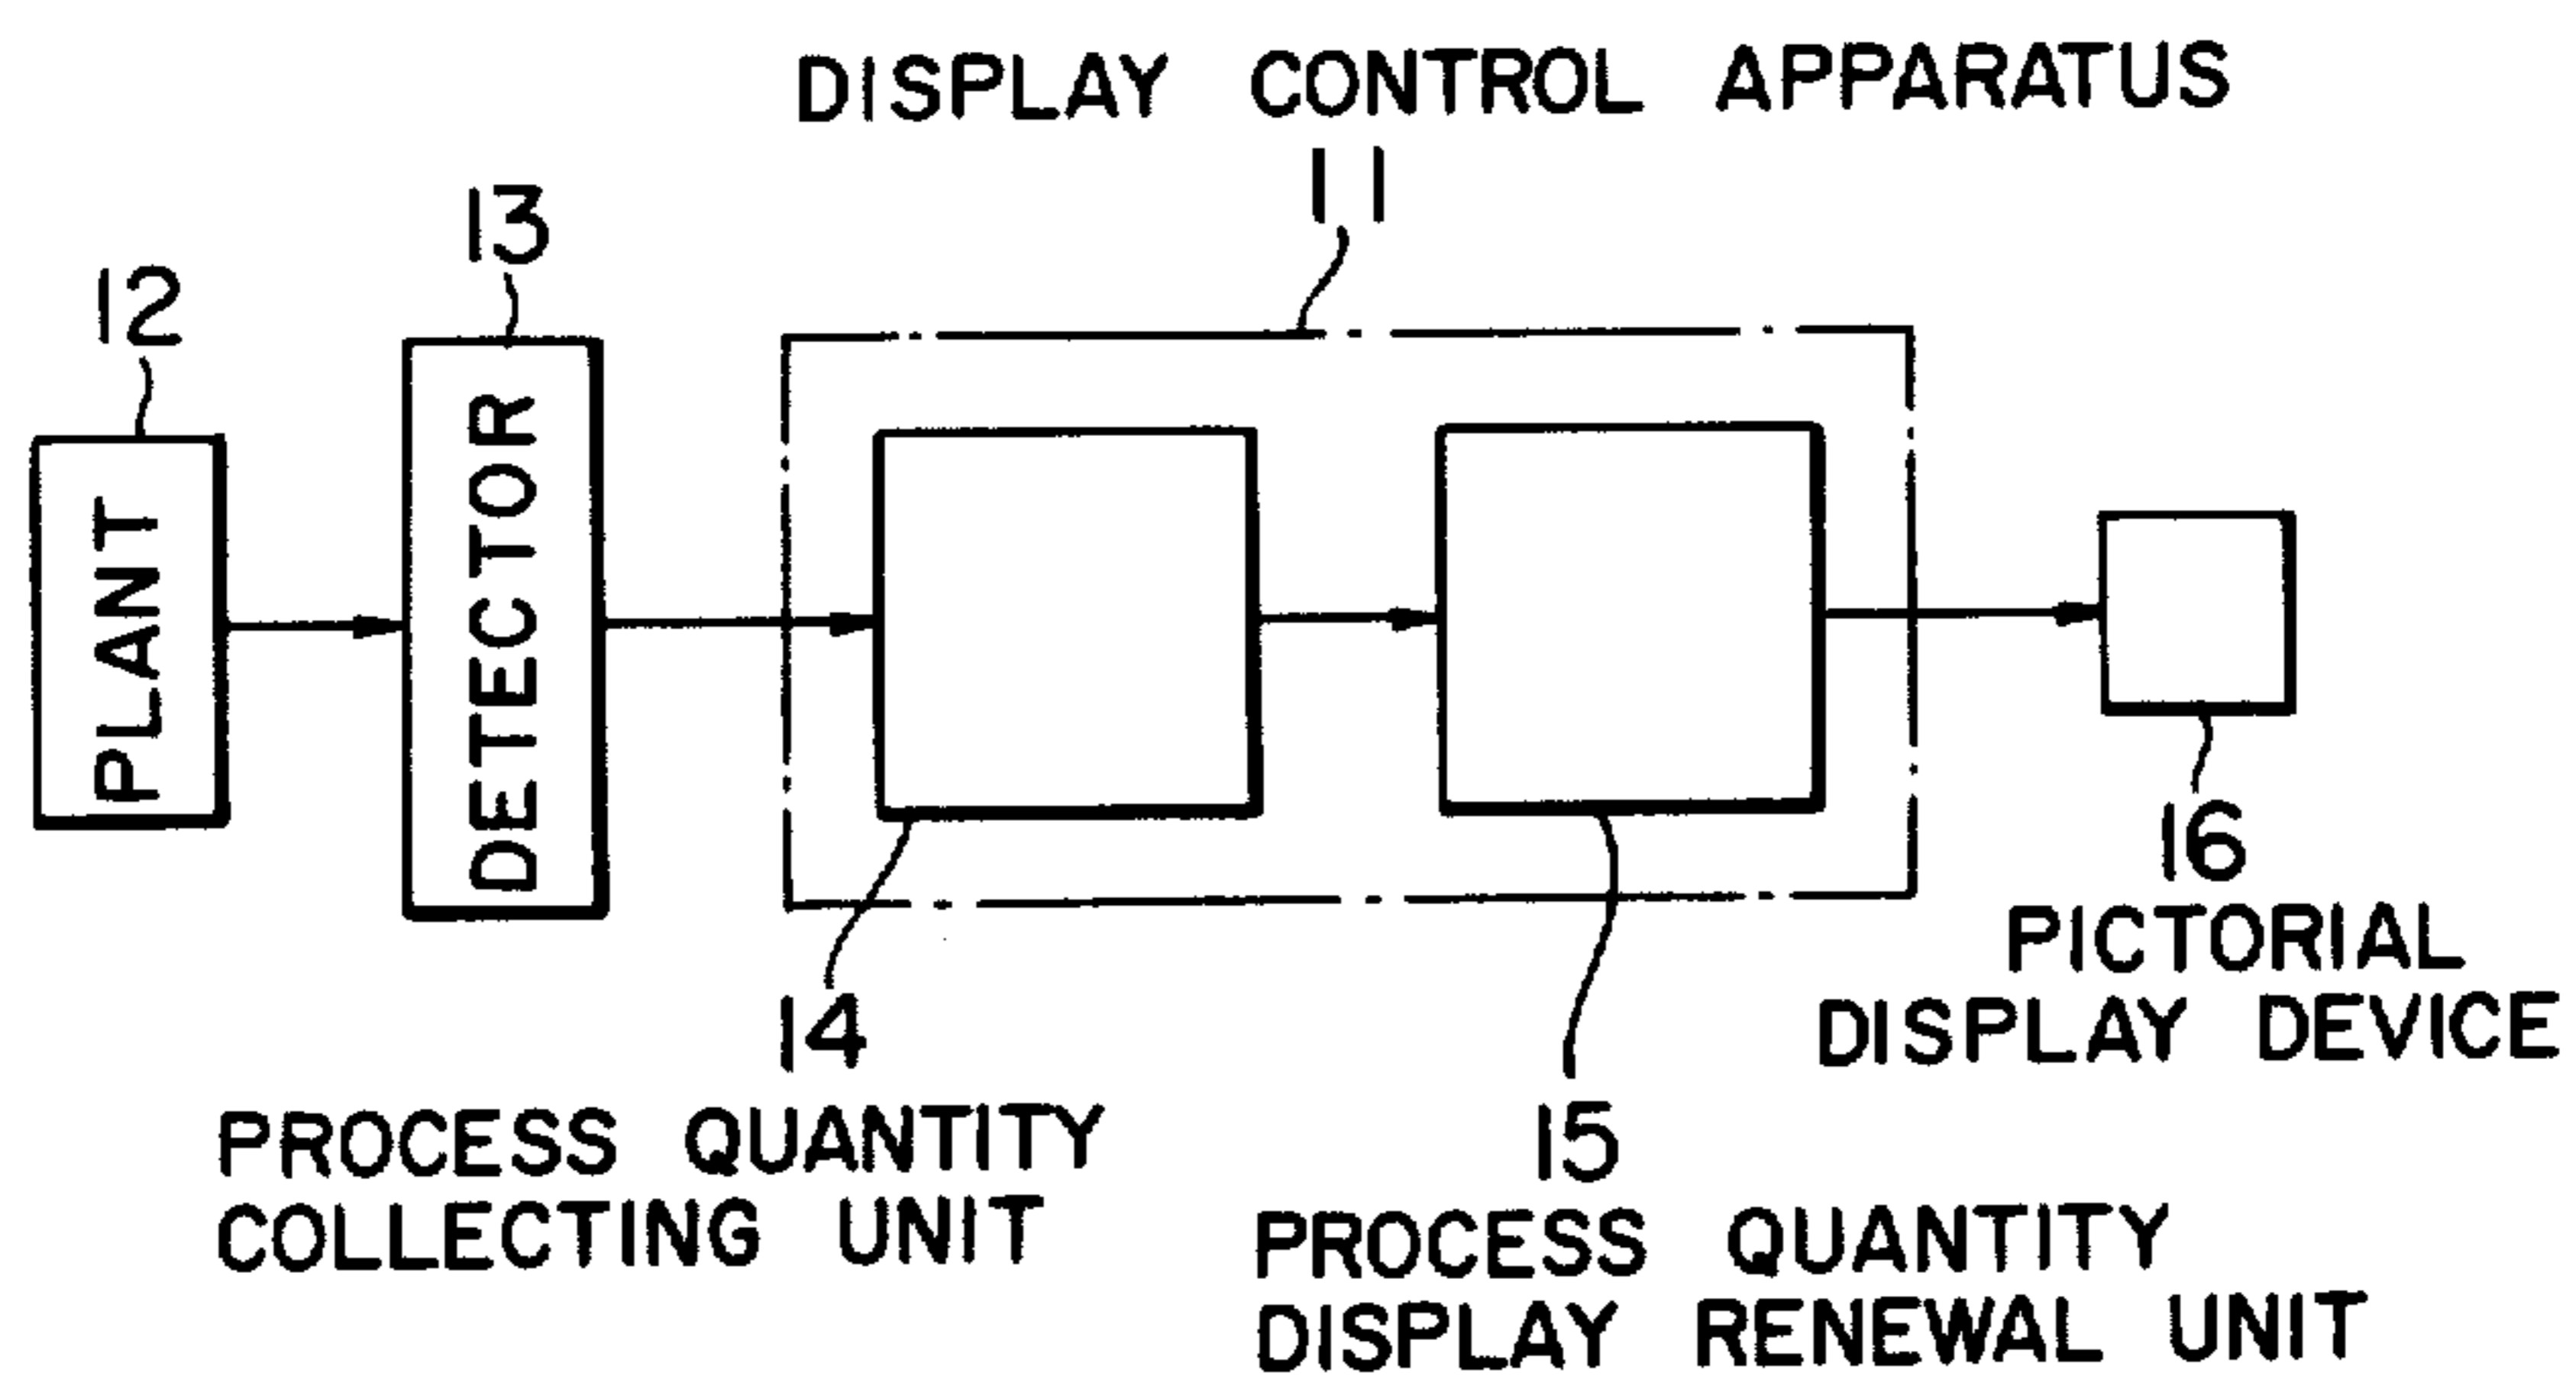 DISPLAY CONTROL APPARATUS
11
13
12
PLANT
DETECTOR
16
PICTORIAL
DISPLAY DEVICE
14
PROCESS QUANTITY
COLLECTING UNIT
15
PROCESS QUANTITY
DISPLAY RENEWAL UNIT